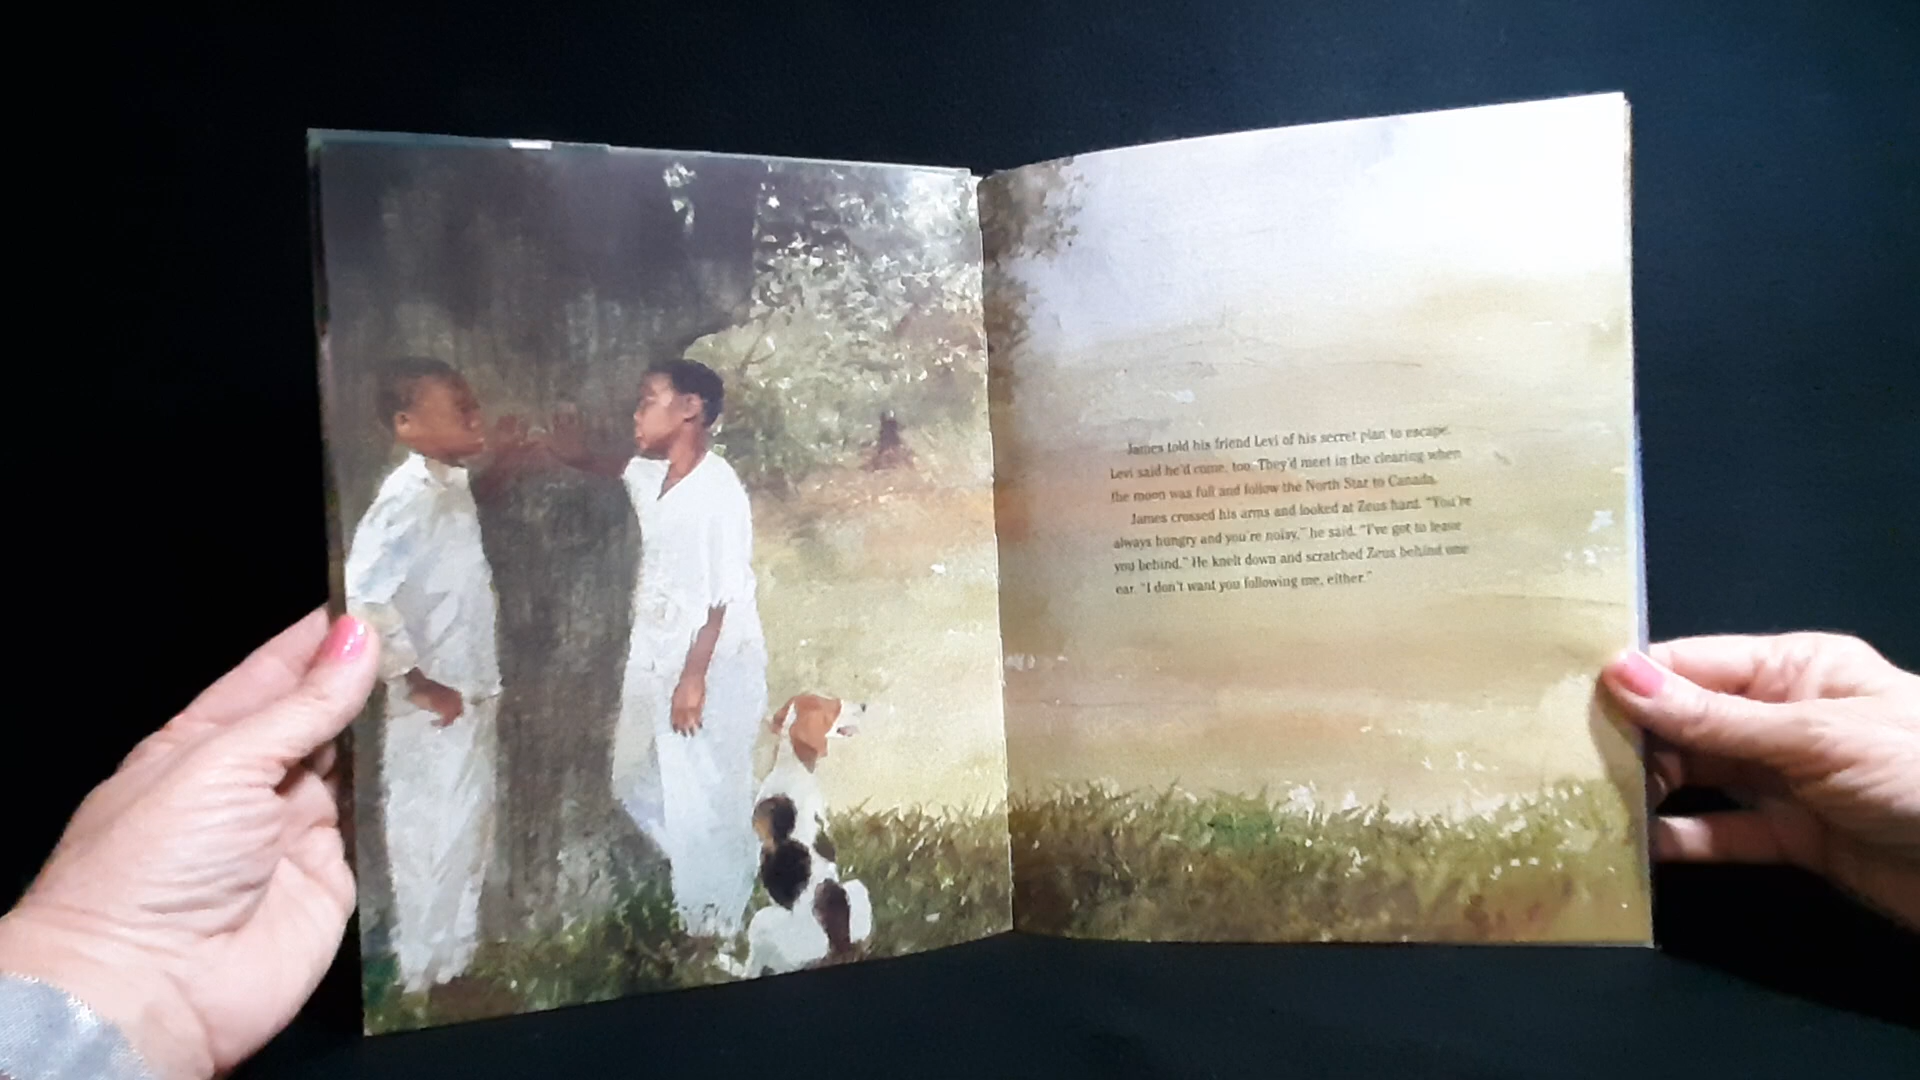 James told his friend Levi of his secret plan to escape.
Levi said he'd come, too. They'd meet in the clearing when
the moon was full and follow the North Star to Canada.
James crossed his arms and looked at Zeus hard. "You're
always hungry and you're noisy," he said. "I've got to leave
you behind." He knelt down and scratched Zeus behind one
ear. "I don't want you following me, either."